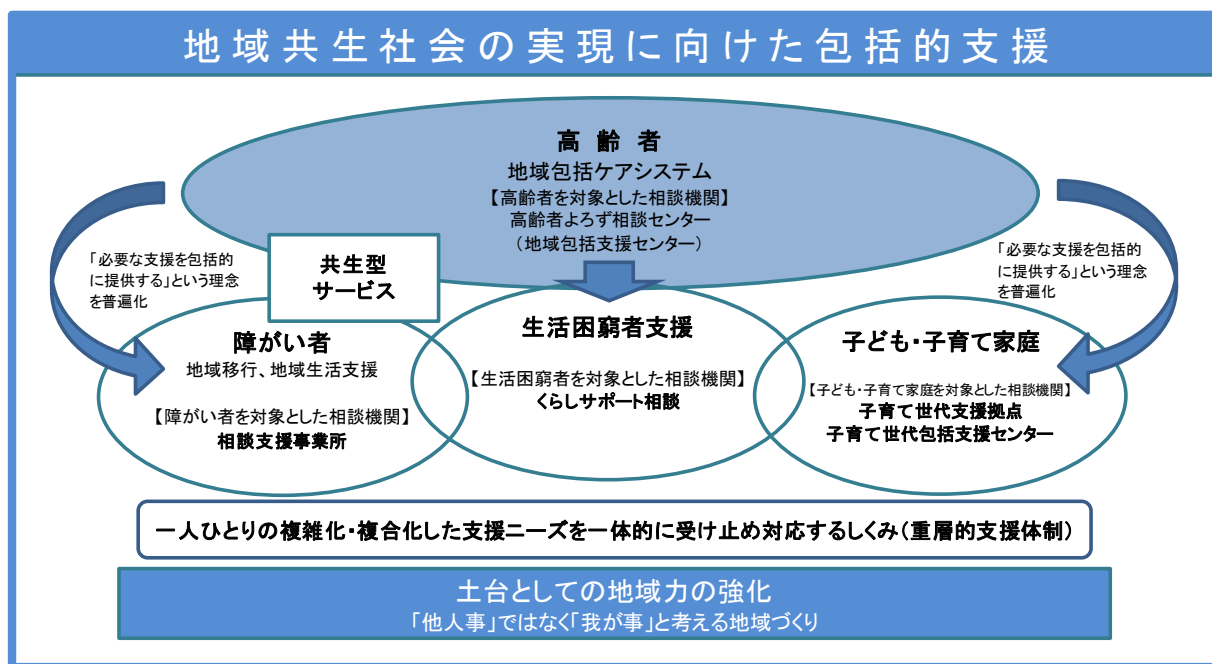 地域共生社会の実現に向けた包括的支援
高齢者
地域包括ケアシステム
【高齢者を対象とした相談機関】
高齢者よろず相談センター
（地域包括支援センター）
「必要な支援を包括的
に提供する」という理念
を普遍化
共生型
サービス
「必要な支援を包括的
に提供する」という理念
を普遍化
障がい者
地域移行、地域生活支援
【障がい者を対象とした相談機関】
相談支援事業所
生活困窮者支援
【生活困窮者を対象とした相談機関】
くらしサポート相談
子ども・子育て家庭
【子ども・子育て家庭を対象とした相談機関】
子育て世代支援拠点
子育て世代包括支援センター
一人ひとりの複雑化・複合化した支援ニーズを一体的に受け止め対応するしくみ（重層的支援体制）
土台としての地域力の強化
「他人事」ではなく「我が事」と考える地域づくり